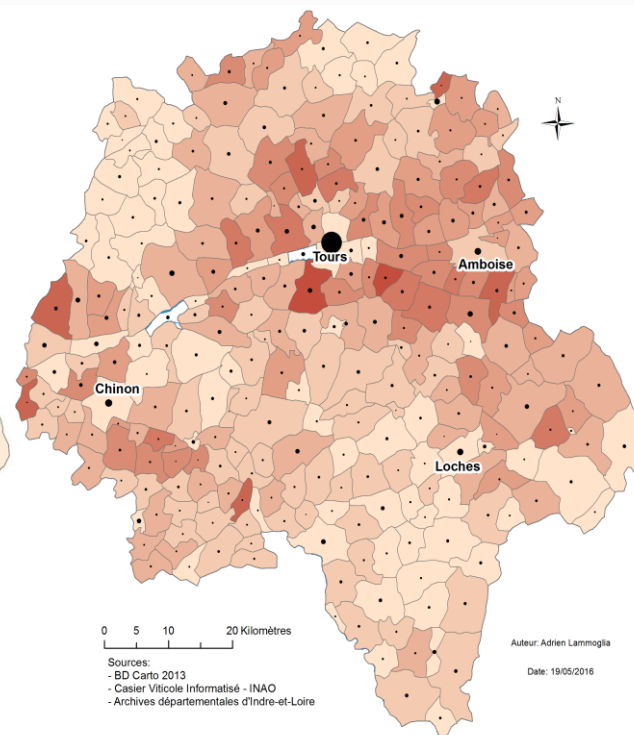 N
Tours
Amboise
Chinon
Loches
0 5 10 20 Kilomètres
Sources:
- BD Carto 2013
- Casier Viticole Informatisé - INAO
- Archives départementales d'Indre-et-Loire
Auteur: Adrien Lammoglia
Date: 19/05/2016